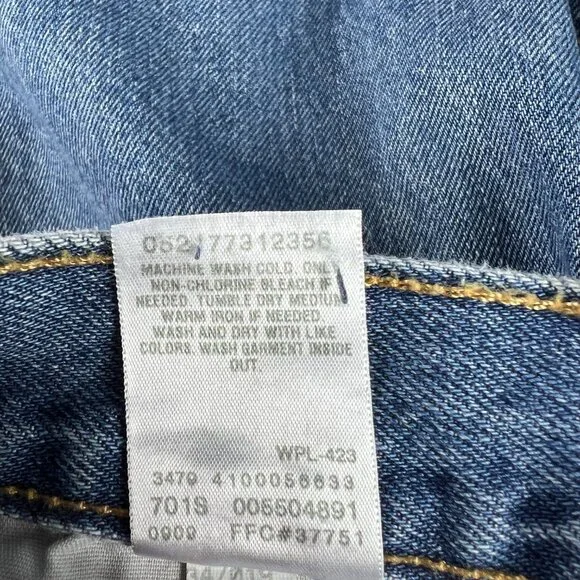 052177312356
MACHINE WASH COLD. ONLY
NON-CHLORINE BLEACH IF
NEEDED. TUMBLE DRY MEDIUM
WARM IRON IF NEEDED.
WASH AND DRY WITH LIKE
COLORS. WASH GARMENT INSIDE
OUT.
WPL-423
3479 4100056633
701S 005504891
0909 FFC#37751